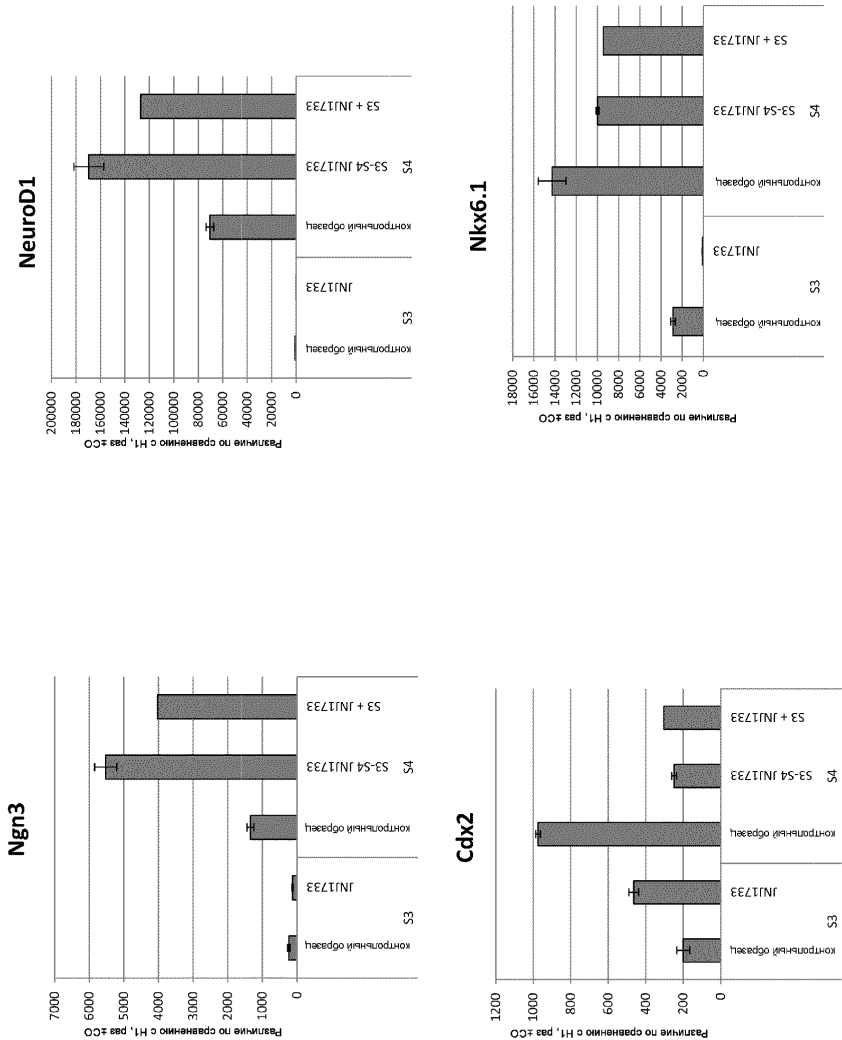 NeuroD1
Различие по сравнению с H1, раз ±СО
200000
180000
160000
140000
120000
100000
80000
60000
40000
20000
0
контрольный образец
JNJ1733
контрольный образец
S3-S4 JNJ1733
S3 + JNJ1733
S3
S4
Nkx6.1
Различие по сравнению с H1, раз ±СО
18000
16000
14000
12000
10000
8000
6000
4000
2000
0
контрольный образец
JNJ1733
контрольный образец
S3-S4 JNJ1733
S3 + JNJ1733
S3
S4
Ngn3
Различие по сравнению с H1, раз ±СО
7000
6000
5000
4000
3000
2000
1000
0
контрольный образец
JNJ1733
контрольный образец
S3-S4 JNJ1733
S3 + JNJ1733
S3
S4
Cdx2
Различие по сравнению с H1, раз ±СО
1200
1000
800
600
400
200
0
контрольный образец
JNJ1733
контрольный образец
S3-S4 JNJ1733
S3 + JNJ1733
S3
S4